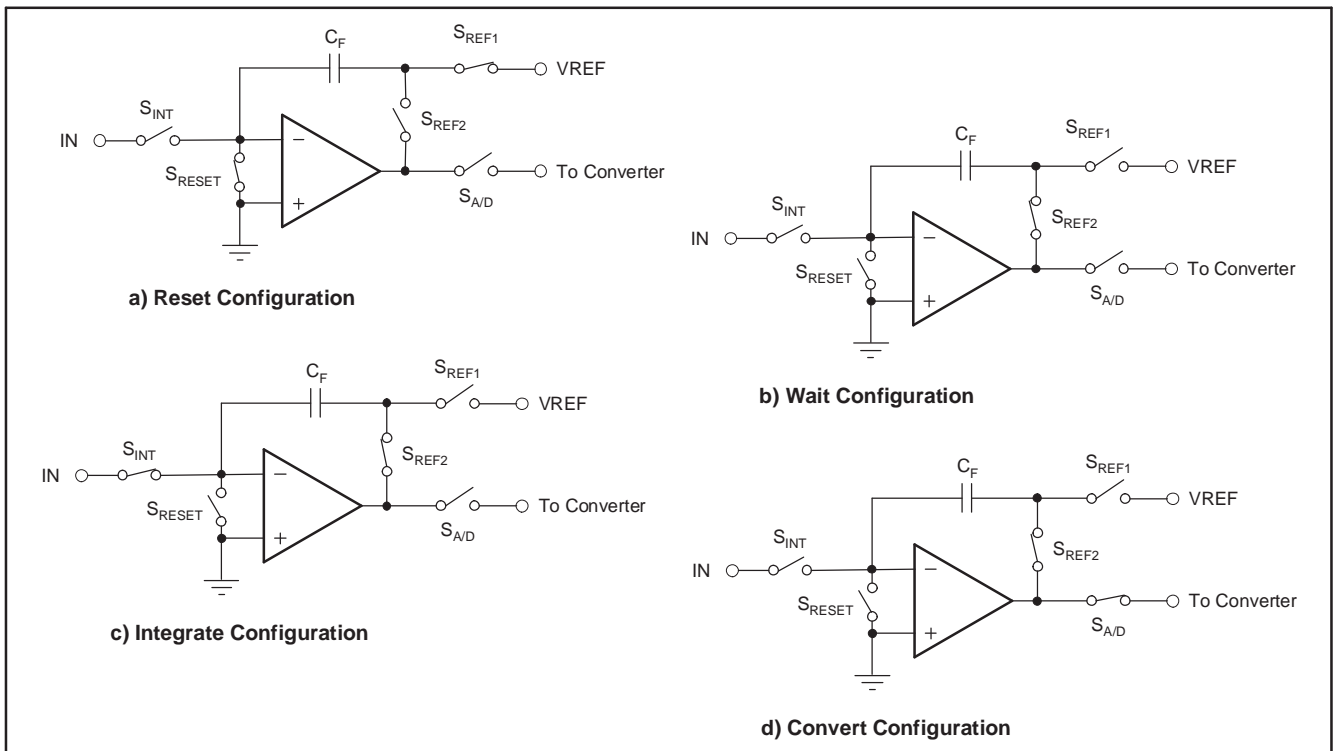 C_F
S_REF1
VREF
S_INT
IN
S_REF2
S_RESET
−
+
To Converter
S_A/D
a) Reset Configuration
C_F
S_REF1
VREF
S_INT
IN
S_REF2
S_RESET
−
+
To Converter
S_A/D
b) Wait Configuration
C_F
S_REF1
VREF
S_INT
IN
S_REF2
S_RESET
−
+
To Converter
S_A/D
c) Integrate Configuration
C_F
S_REF1
VREF
S_INT
IN
S_REF2
S_RESET
−
+
To Converter
S_A/D
d) Convert Configuration